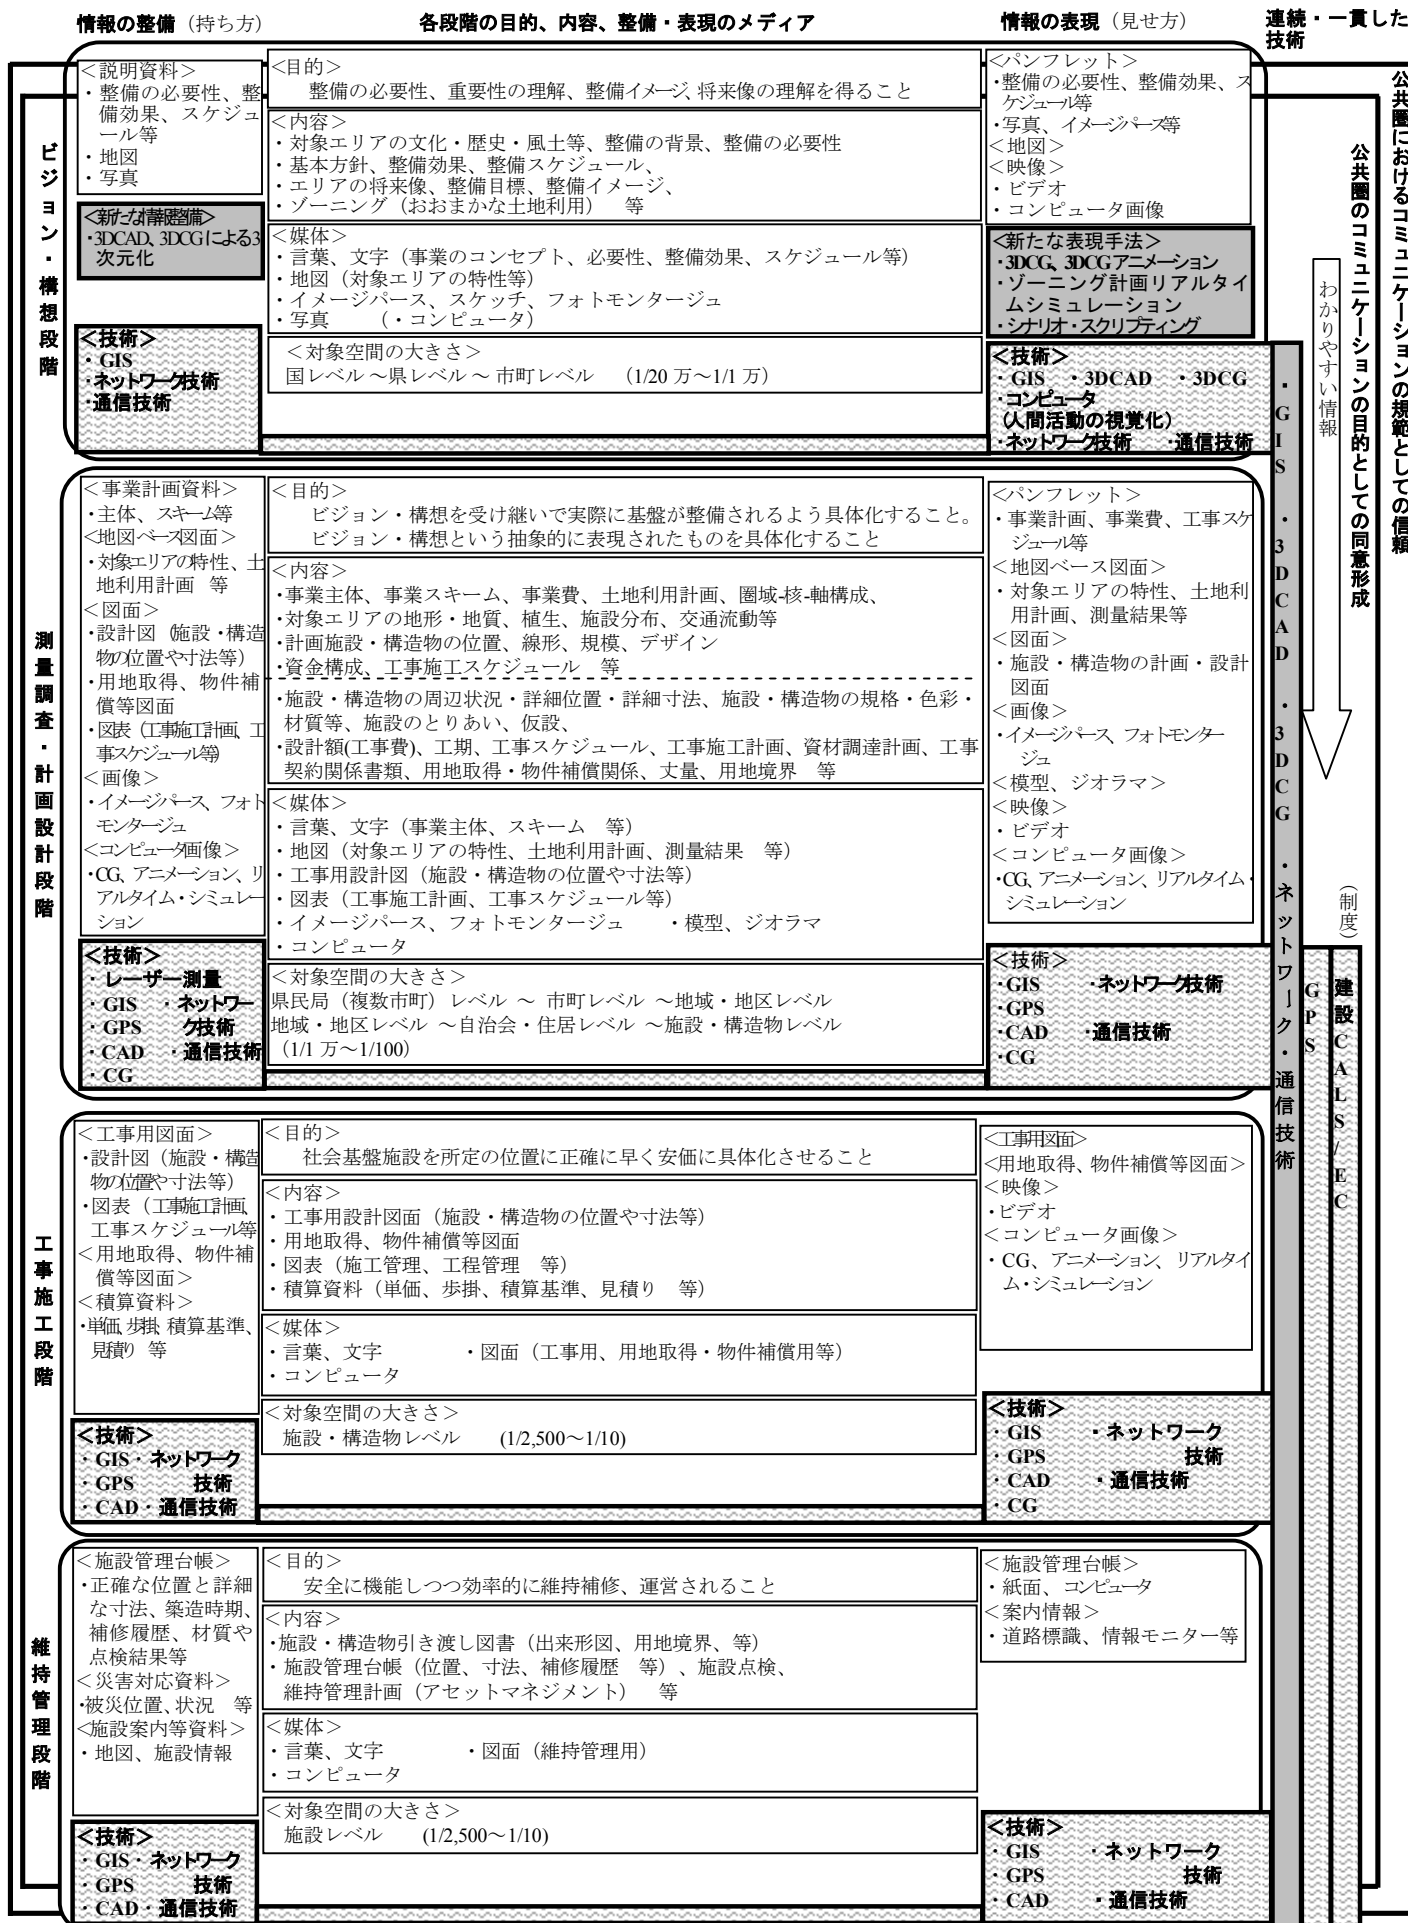 情報の整備（持ち方）
各段階の目的、内容、整備・表現のメディア
情報の表現（見せ方）
連続・一貫した
技術
ビジョン・構想段階
＜説明資料＞
・整備の必要性、整
備効果、スケジュ
ール等
・地図
・写真
＜新たな情報整備＞
・3DCAD、3DCGによる3
次元化
＜技術＞
・GIS
・ネットワーク技術
・通信技術
＜目的＞
整備の必要性、重要性の理解、整備イメージ、将来像の理解を得ること
＜内容＞
・対象エリアの文化・歴史・風土等、整備の背景、整備の必要性
・基本方針、整備効果、整備スケジュール、
・エリアの将来像、整備目標、整備イメージ、
・ゾーニング（おおまかな土地利用）　等
＜媒体＞
・言葉、文字（事業のコンセプト、必要性、整備効果、スケジュール等）
・地図（対象エリアの特性等）
・イメージパース、スケッチ、フォトモンタージュ
・写真　　（・コンピュータ）
＜対象空間の大きさ＞
国レベル～県レベル～市町レベル　（1/20万～1/1万）
＜パンフレット＞
・整備の必要性、整備効果、ス
ケジュール等
・写真、イメージパース等
＜地図＞
＜映像＞
・ビデオ
・コンピュータ画像
＜新たな表現手法＞
・3DCG、3DCGアニメーション
・ゾーニング計画リアルタイ
ムシミュレーション
・シナリオ・スクリプティング
＜技術＞
・GIS　・3DCAD　・3DCG
・コンピュータ
（人間活動の視覚化）
・ネットワーク技術　・通信技術
測量調査・計画設計段階
＜事業計画資料＞
・主体、スキーム等
＜地図ベース図面＞
・対象エリアの特性、土
地利用計画　等
＜図面＞
・設計図（施設・構造
物の位置や寸法等）
・用地取得、物件補
償等図面
・図表（工事施工計画、工
事スケジュール等）
＜画像＞
・イメージパース、フォト
モンタージュ
＜コンピュータ画像＞
・CG、アニメーション、リ
アルタイム・シミュレー
ション
＜技術＞
・レーザー測量
・GIS　・ネットワー
・GPS　ク技術
・CAD　・通信技術
・CG
＜目的＞
ビジョン・構想を受け継いで実際に基盤が整備されるよう具体化すること。
ビジョン・構想という抽象的に表現されたものを具体化すること
＜内容＞
・事業主体、事業スキーム、事業費、土地利用計画、圏域-核-軸構成、
・対象エリアの地形・地質、植生、施設分布、交通流動等
・計画施設・構造物の位置、線形、規模、デザイン
・資金構成、工事施工スケジュール　等
・施設・構造物の周辺状況・詳細位置・詳細寸法、施設・構造物の規格・色彩・
材質等、施設のとりあい、仮設、
・設計額(工事費)、工期、工事スケジュール、工事施工計画、資材調達計画、工事
契約関係書類、用地取得・物件補償関係、丈量、用地境界　等
＜媒体＞
・言葉、文字（事業主体、スキーム　等）
・地図（対象エリアの特性、土地利用計画、測量結果　等）
・工事用設計図（施設・構造物の位置や寸法等）
・図表（工事施工計画、工事スケジュール等）
・イメージパース、フォトモンタージュ　　・模型、ジオラマ
・コンピュータ
＜対象空間の大きさ＞
県民局（複数市町）レベル ～ 市町レベル ～地域・地区レベル
地域・地区レベル ～自治会・住居レベル ～施設・構造物レベル
（1/1万～1/100）
＜パンフレット＞
・事業計画、事業費、工事スケ
ジュール等
＜地図ベース図面＞
・対象エリアの特性、土地利
用計画、測量結果等
＜図面＞
・施設・構造物の計画・設計
図面
＜画像＞
・イメージパース、フォトモンター
ジュ
＜模型、ジオラマ＞
＜映像＞
・ビデオ
＜コンピュータ画像＞
・CG、アニメーション、リアルタイム・
シミュレーション
＜技術＞
・GIS　・ネットワーク技術
・GPS
・CAD　・通信技術
・CG
工事施工段階
＜工事用図面＞
・設計図（施設・構造
物の位置や寸法等）
・図表（工事施工計画、
工事スケジュール等
＜用地取得、物件補
償等図面＞
＜積算資料＞
・単価、歩掛、積算基準、
見積り　等
＜技術＞
・GIS・ネットワーク
・GPS　技術
・CAD・通信技術
＜目的＞
社会基盤施設を所定の位置に正確に早く安価に具体化させること
＜内容＞
・工事用設計図面（施設・構造物の位置や寸法等）
・用地取得、物件補償等図面
・図表（施工管理、工程管理　等）
・積算資料（単価、歩掛、積算基準、見積り　等）
＜媒体＞
・言葉、文字　　・図面（工事用、用地取得・物件補償用等）
・コンピュータ
＜対象空間の大きさ＞
施設・構造物レベル　（1/2,500～1/10)
＜工事用図面＞
＜用地取得、物件補償等図面＞
＜映像＞
・ビデオ
＜コンピュータ画像＞
・CG、アニメーション、リアルタイ
ム・シミュレーション
＜技術＞
・GIS　・ネットワーク
・GPS　技術
・CAD　・通信技術
・CG
維持管理段階
＜施設管理台帳＞
・正確な位置と詳細
な寸法、築造時期、
補修履歴、材質や
点検結果等
＜災害対応資料＞
・被災位置、状況　等
＜施設案内等資料＞
・地図、施設情報
＜技術＞
・GIS・ネットワーク
・GPS　技術
・CAD・通信技術
＜目的＞
安全に機能しつつ効率的に維持補修、運営されること
＜内容＞
・施設・構造物引き渡し図書（出来形図、用地境界、等）
・施設管理台帳（位置、寸法、補修履歴　等）、施設点検、
維持管理計画（アセットマネジメント）　等
＜媒体＞
・言葉、文字　　・図面（維持管理用）
・コンピュータ
＜対象空間の大きさ＞
施設レベル　(1/2,500～1/10)
＜施設管理台帳＞
・紙面、コンピュータ
＜案内情報＞
・道路標識、情報モニター等
＜技術＞
・GIS　・ネットワーク
・GPS　技術
・CAD　・通信技術
・GIS ・3DCAD ・3DCG ・ネットワーク・通信技術
GPS
建設CALS/EC
わかりやすい情報
（制度）
公共圏のコミュニケーションの目的としての同意形成
公共圏におけるコミュニケーションの規範としての信頼